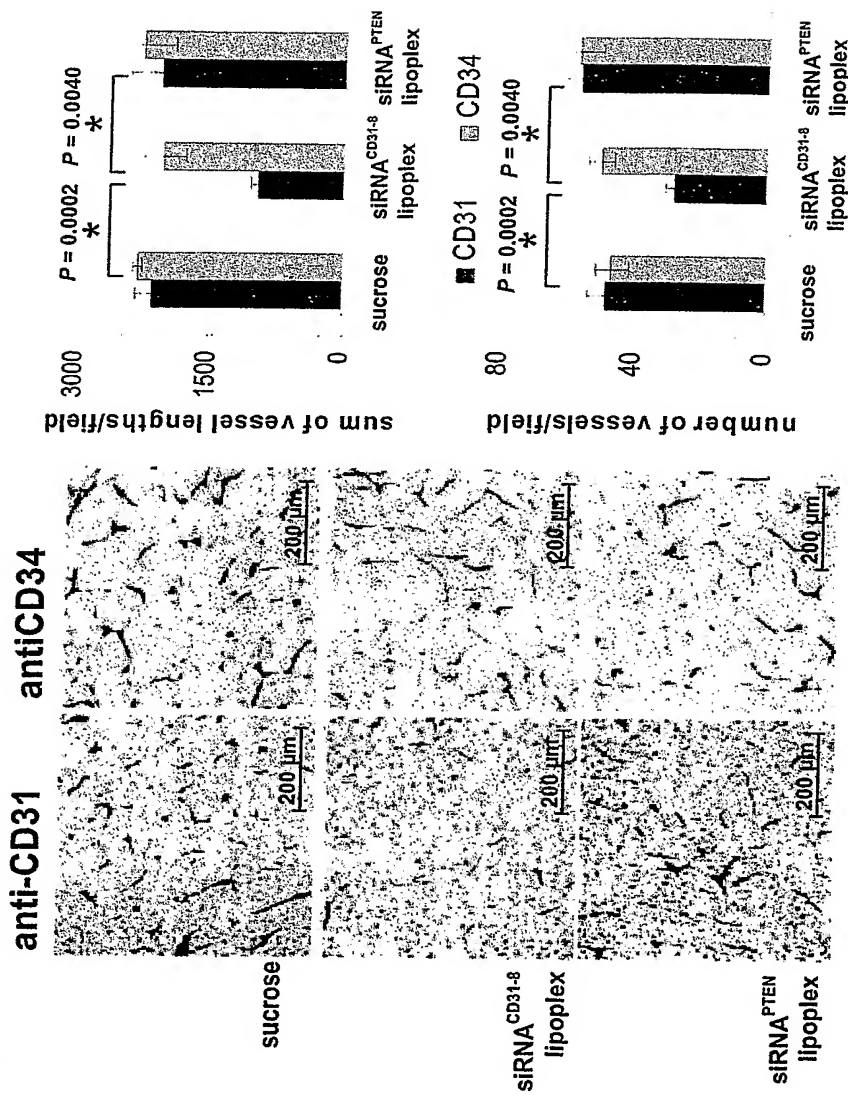 anti-CD31
antiCD34
sucrose
200 µm
200 µm
siRNA^CD31-8
lipoplex
200 µm
200 µm
siRNA^PTEN
lipoplex
200 µm
200 µm
sum of vessel lengths/field
3000
1500
0
P = 0.0002
*
P = 0.0040
*
sucrose
siRNA^CD31-8
lipoplex
siRNA^PTEN
lipoplex
CD31
CD34
number of vessels/field
80
40
0
P = 0.0002
*
P = 0.0040
*
sucrose
siRNA^CD31-8
lipoplex
siRNA^PTEN
lipoplex